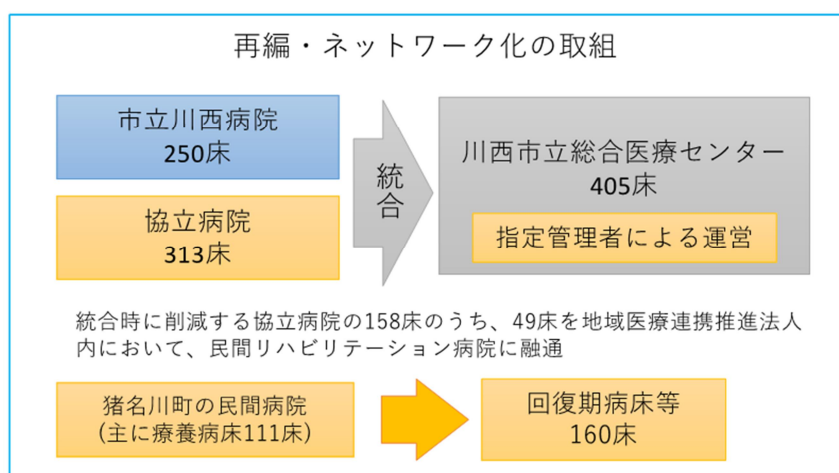 再編・ネットワーク化の取組
市立川西病院
250床
協立病院
313床
統合
川西市立総合医療センター
405床
指定管理者による運営
統合時に削減する協立病院の158床のうち、49床を地域医療連携推進法人
内において、民間リハビリテーション病院に融通
猪名川町の民間病院
(主に療養病床111床)
回復期病床等
160床